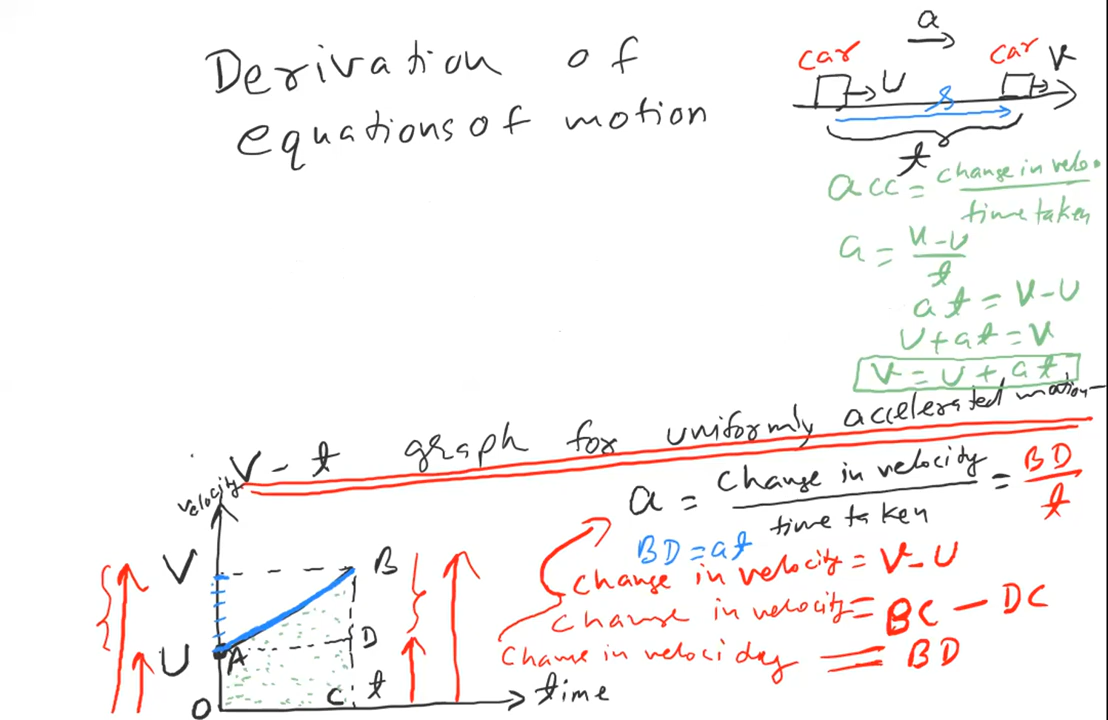 Derivation of
equations of motion
a
car car
U V
s
t
acc = change in velo.
time taken
a = V-U
t
at = V-U
U+at = V
V = U + at
V - t graph for uniformly accelerated motion
a = change in velocity = BD
time taken t
BD = at
change in velocity = V-U
change in velocity = BC - DC
change in velocity = BD
velocity
V B
U A D
O C t time